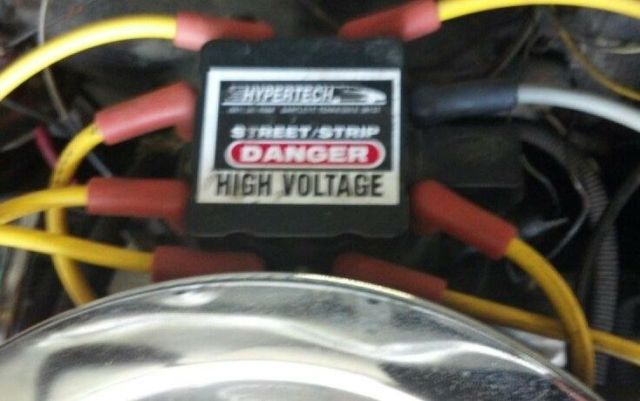 HYPERTECH
STREET/STRIP
DANGER
HIGH VOLTAGE